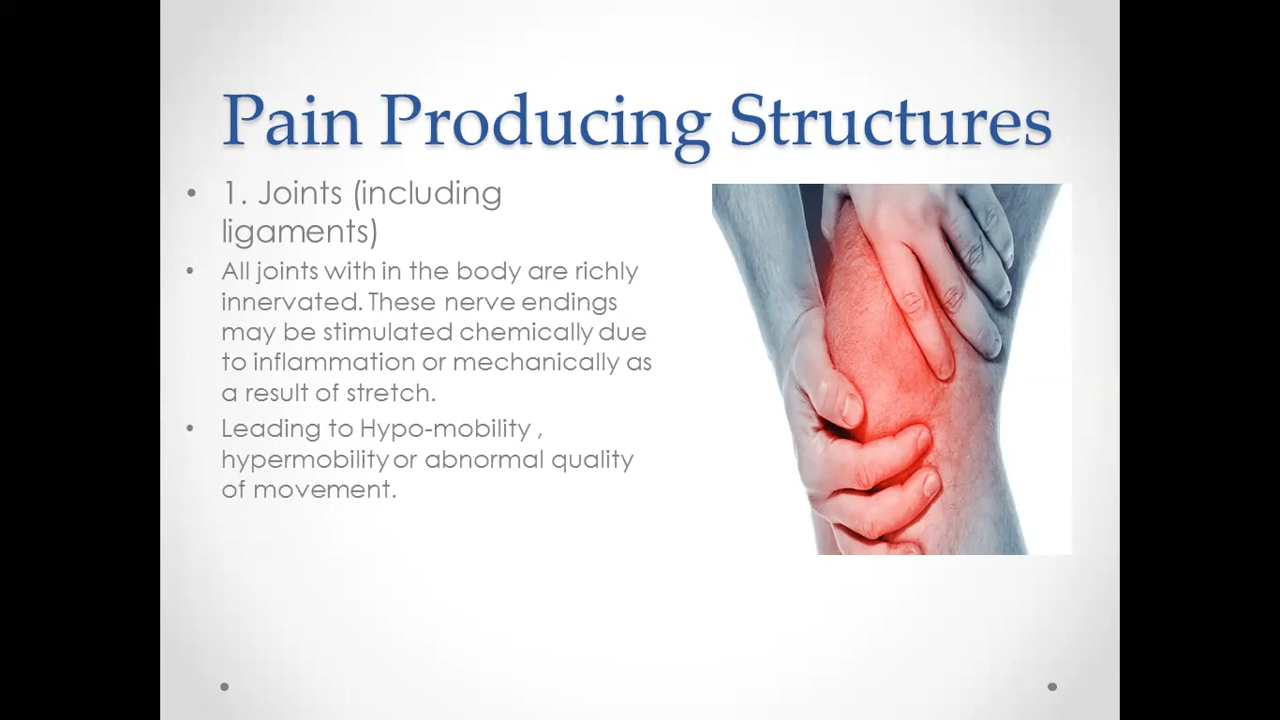 Pain Producing Structures
• 1. Joints (including
ligaments)
• All joints with in the body are richly
innervated. These nerve endings
may be stimulated chemically due
to inflammation or mechanically as
a result of stretch.
• Leading to Hypo-mobility ,
hypermobility or abnormal quality
of movement.